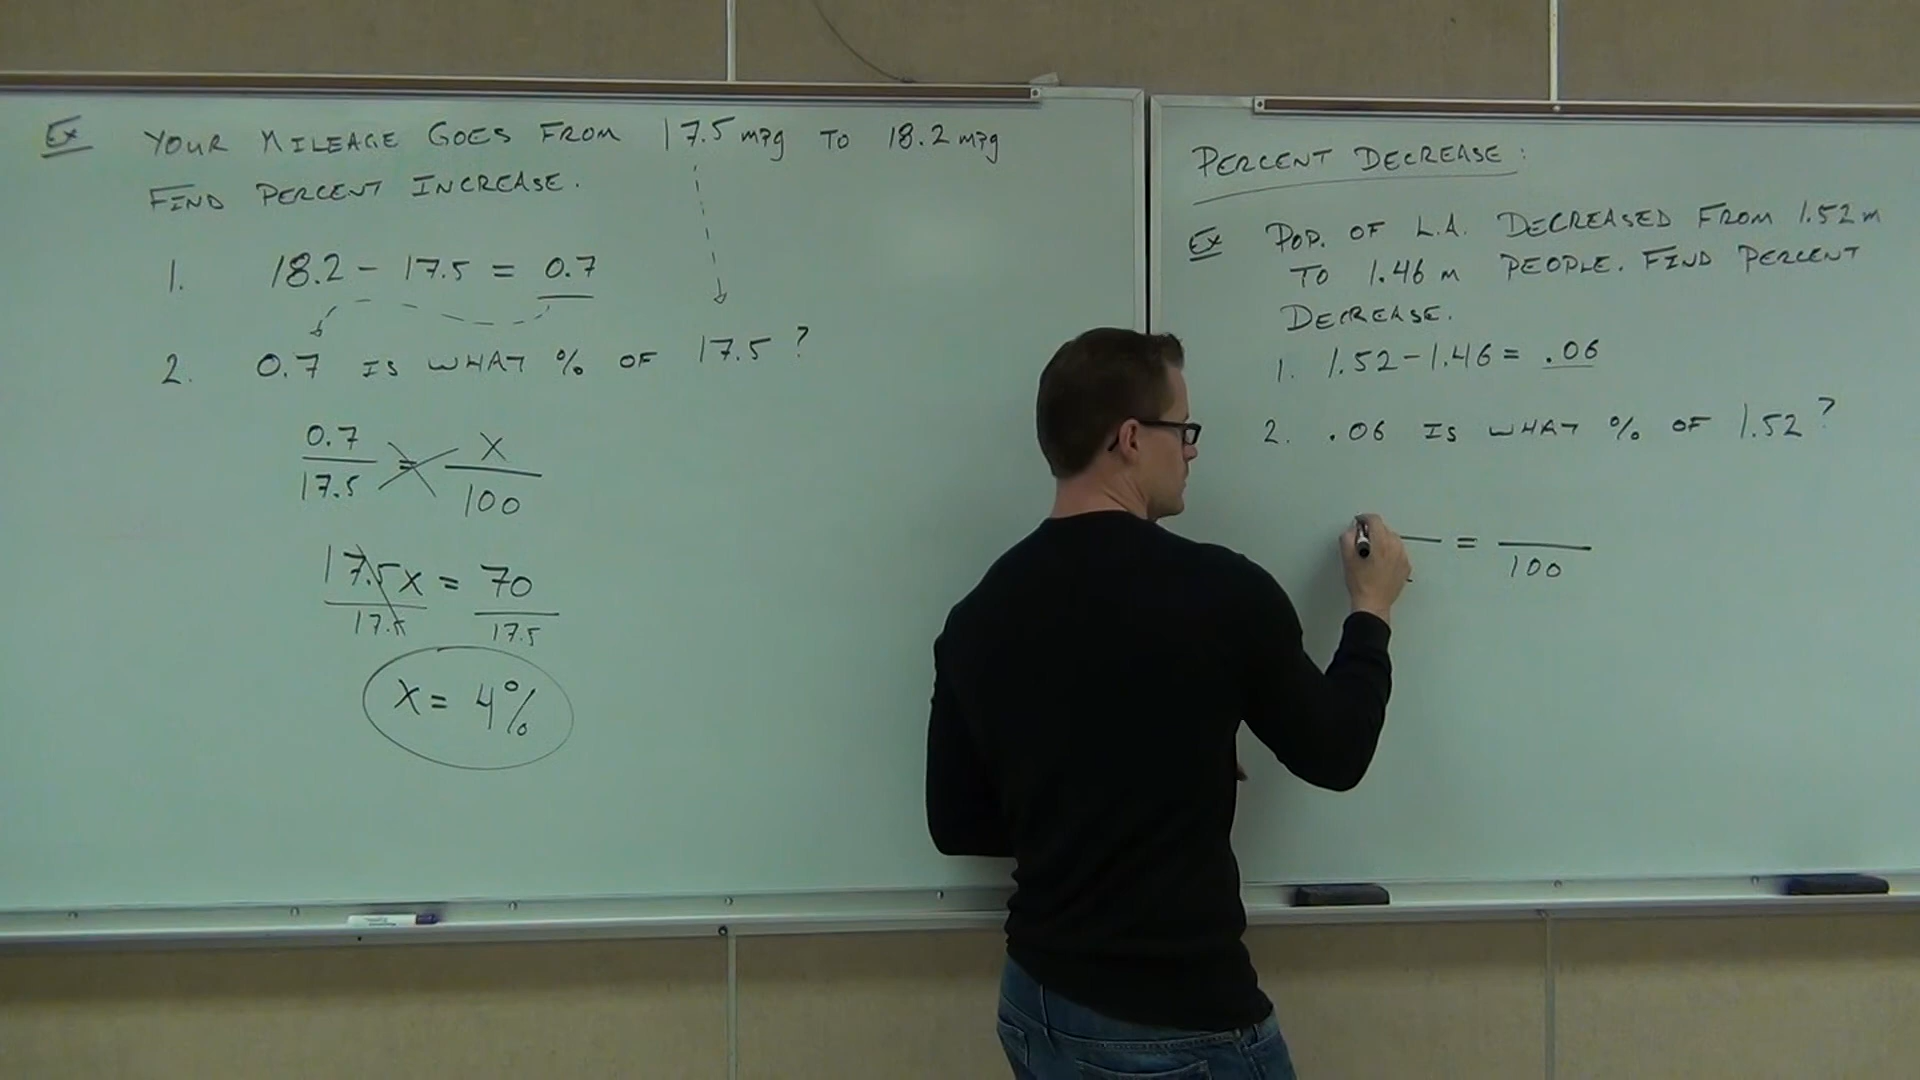 Ex YOUR MILEAGE GOES FROM 17.5 mpg TO 18.2 mpg
FIND PERCENT INCREASE.
1. 18.2 - 17.5 = 0.7
2. 0.7 IS WHAT % OF 17.5?
0.7 = X
17.5 100
17.5x = 70
17.5 17.5
x = 4%
PERCENT DECREASE:
Ex POP. OF L.A. DECREASED FROM 1.52 m
TO 1.46 m PEOPLE. FIND PERCENT
DECREASE.
1. 1.52 - 1.46 = .06
2. .06 IS WHAT % OF 1.52?
=
100